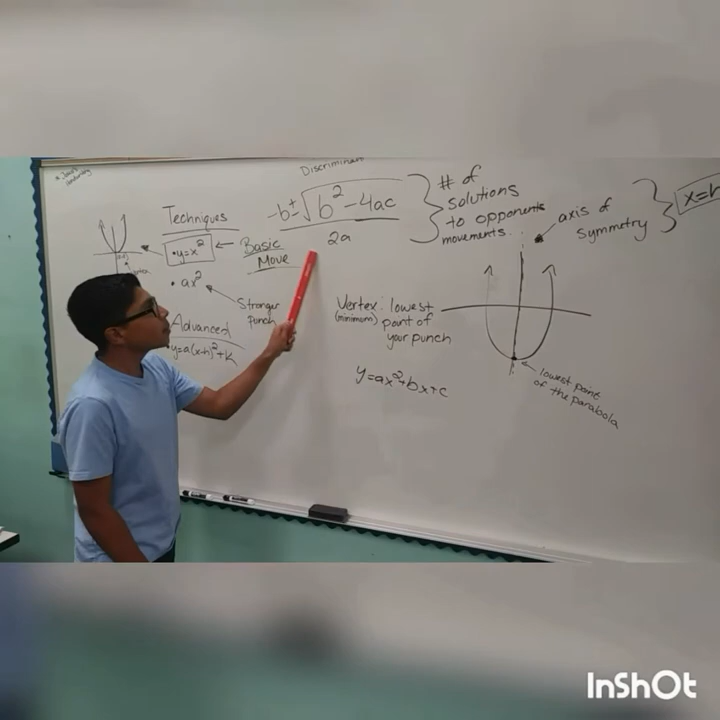 Discriminan
-b±√b²-4ac
2a
# of
solutions
to opponents
movements.
axis of
symmetry
Techniques
•y=x²
Basic
Move
•ax²
Stronger
punch
Advanced
y=a(x-h)²+k
Vertex: lowest
(minimum) point of
your punch
y=ax²+bx+c
lowest point
of the parabola
InShOt